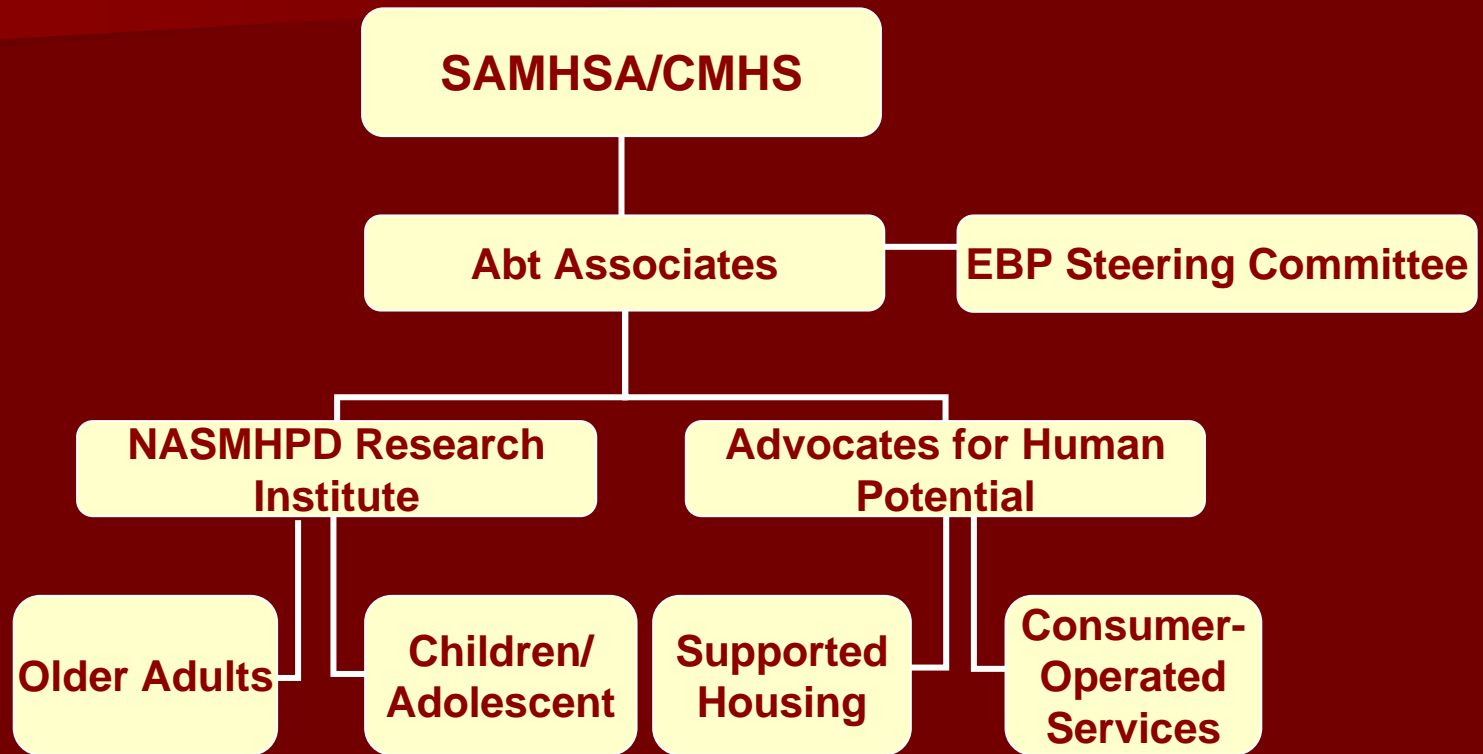 SAMHSA/CMHS
Abt Associates
EBP Steering Committee
NASMHPD Research
Institute
Advocates for Human
Potential
Older Adults
Children/
Adolescent
Supported
Housing
Consumer-
Operated
Services